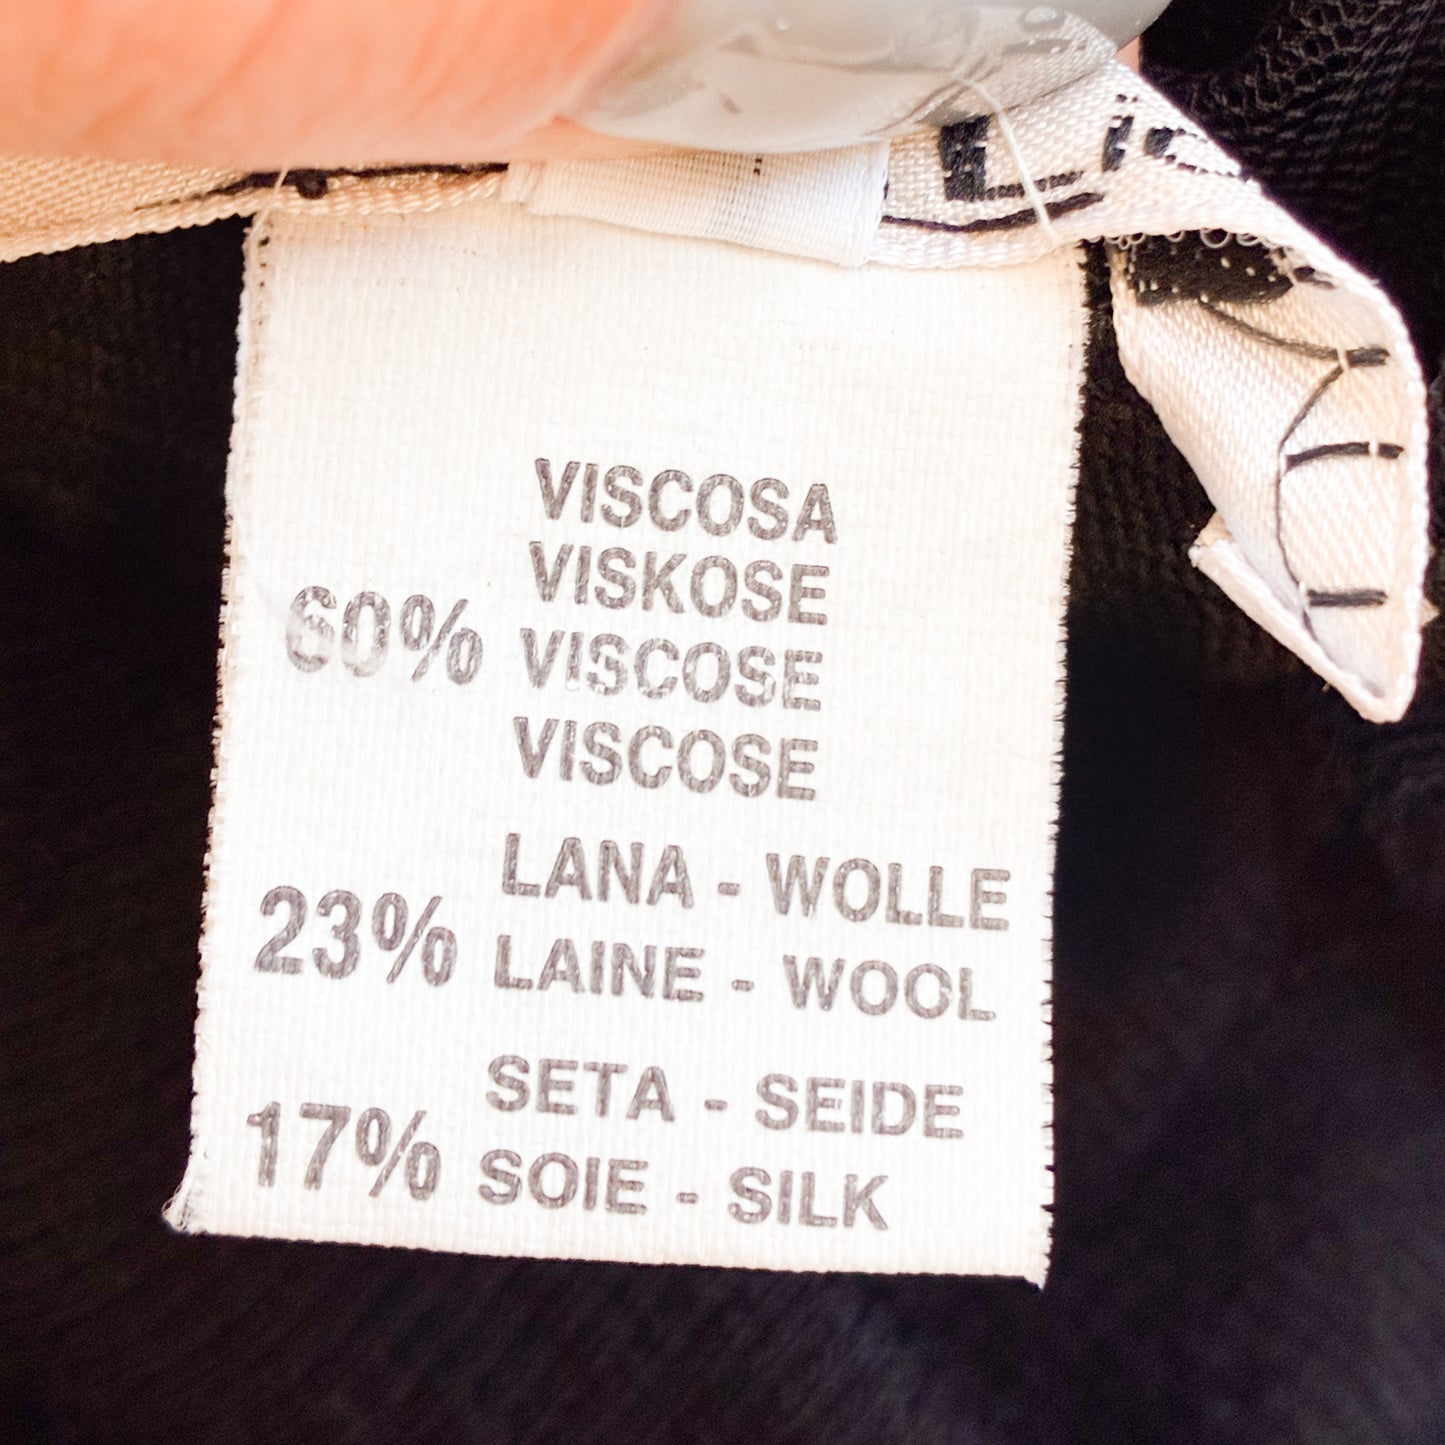 VISCOSA
VISKOSE
60% VISCOSE
VISCOSE
LANA - WOLLE
23% LAINE - WOOL
SETA - SEIDE
17% SOIE - SILK